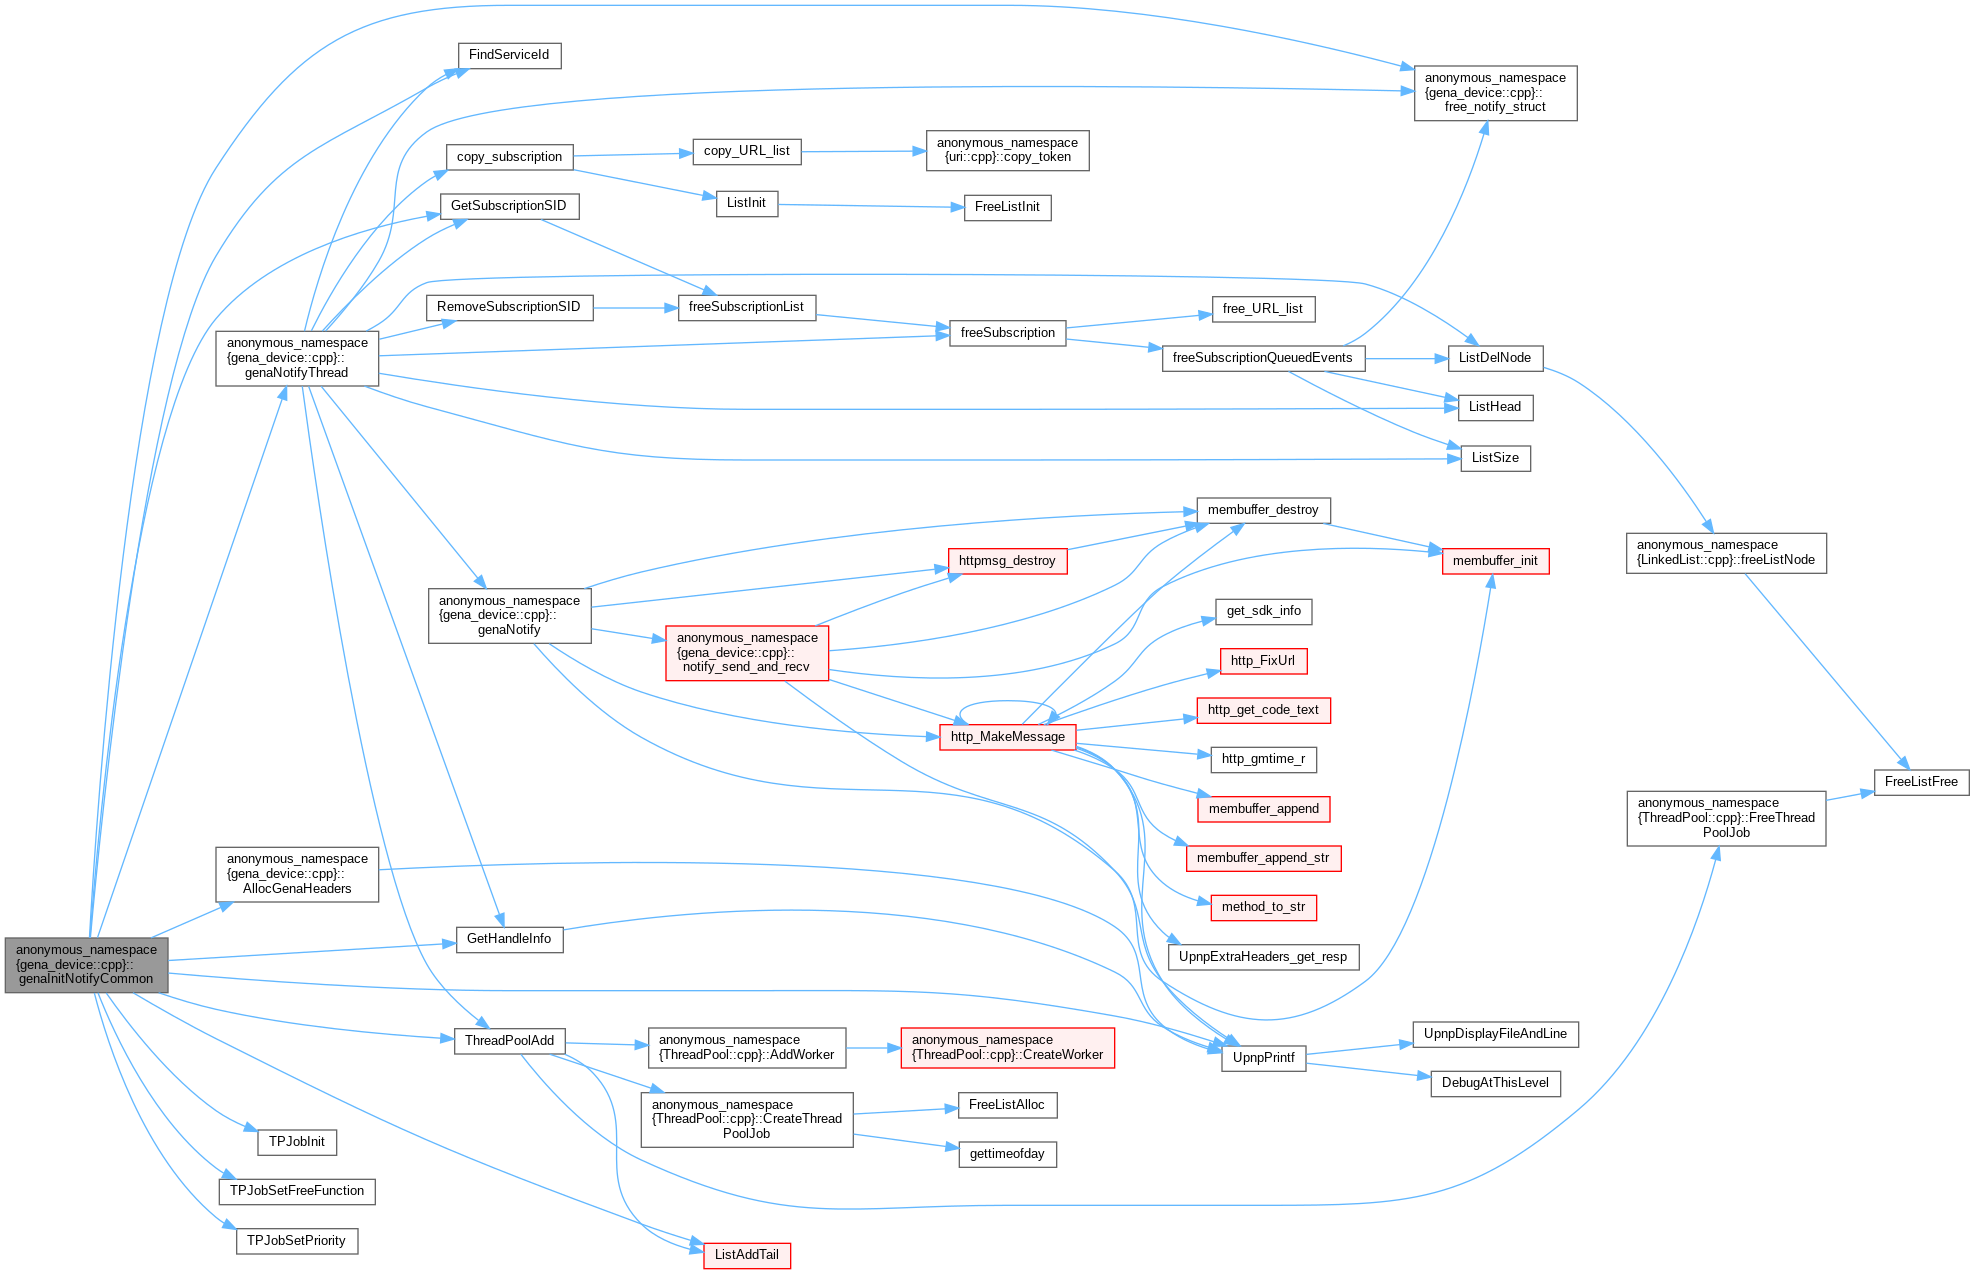 FindServiceId
anonymous_namespace
{gena_device::cpp}::
free_notify_struct
copy_subscription
copy_URL_list
anonymous_namespace
{uri::cpp}::copy_token
GetSubscriptionSID
ListInit
FreeListInit
RemoveSubscriptionSID
freeSubscriptionList
free_URL_list
anonymous_namespace
{gena_device::cpp}::
genaNotifyThread
freeSubscription
freeSubscriptionQueuedEvents
ListDelNode
ListHead
ListSize
membuffer_destroy
anonymous_namespace
{LinkedList::cpp}::freeListNode
httpmsg_destroy
membuffer_init
anonymous_namespace
{gena_device::cpp}::
genaNotify
get_sdk_info
anonymous_namespace
{gena_device::cpp}::
notify_send_and_recv
http_FixUrl
http_get_code_text
http_MakeMessage
http_gmtime_r
FreeListFree
membuffer_append
anonymous_namespace
{ThreadPool::cpp}::FreeThread
PoolJob
membuffer_append_str
anonymous_namespace
{gena_device::cpp}::
AllocGenaHeaders
method_to_str
GetHandleInfo
anonymous_namespace
{gena_device::cpp}::
genaInitNotifyCommon
UpnpExtraHeaders_get_resp
ThreadPoolAdd
anonymous_namespace
{ThreadPool::cpp}::AddWorker
anonymous_namespace
{ThreadPool::cpp}::CreateWorker
UpnpPrintf
UpnpDisplayFileAndLine
DebugAtThisLevel
anonymous_namespace
{ThreadPool::cpp}::CreateThread
PoolJob
FreeListAlloc
TPJobInit
gettimeofday
TPJobSetFreeFunction
TPJobSetPriority
ListAddTail